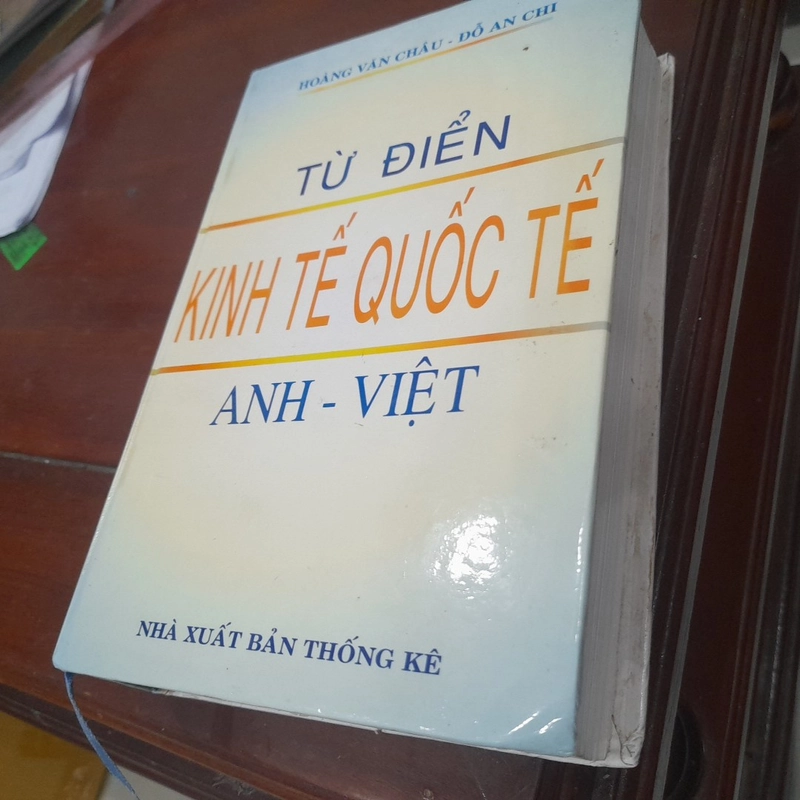 HOÀNG VĂN CHÂU - ĐỖ AN CHI
TỪ ĐIỂN
KINH TẾ QUỐC TẾ
ANH - VIỆT
NHÀ XUẤT BẢN THỐNG KÊ